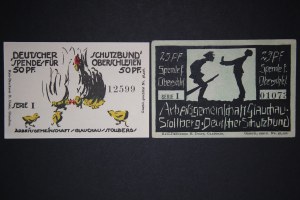 DEUTSCHER SCHUTZBUND
SPENDE FÜR OBERSCHLESIEN
50 PF. 50 PF.
12599
SERIE I
ARBEITSGEMEINSCHAFT GLAUCHAU/STOLLBERG
25 PF 25 PF
Spende f. Spende f.
Oberschl. Oberschl.
SERIE I
Arbeitsgemeinschaft Glauchau-
Stollberg-Deutscher Schutzbund